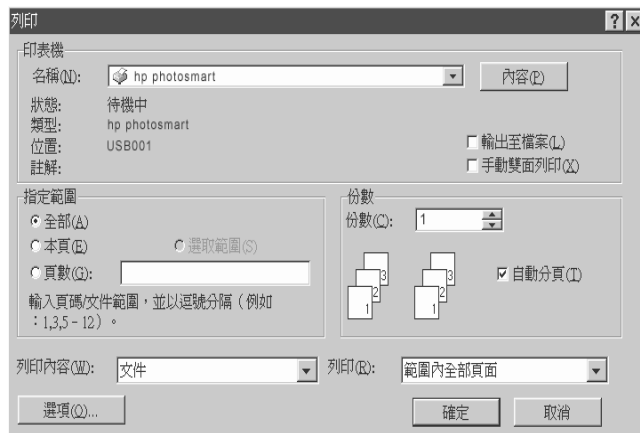 列印
印表機
名稱(N): hp photosmart 內容(P)
狀態: 待機中
類型: hp photosmart
位置: USB001 輸出至檔案(L)
註解: 手動雙面列印(X)
指定範圍
全部(A)
本頁(E) 選取範圍(S)
頁數(G):
輸入頁碼/文件範圍，並以逗號分隔（例如
：1,3,5－12）。
份數
份數(C): 1
3 3
2 2
1 1
自動分頁(T)
列印內容(W): 文件 列印(R): 範圍內全部頁面
選項(O)... 確定 取消